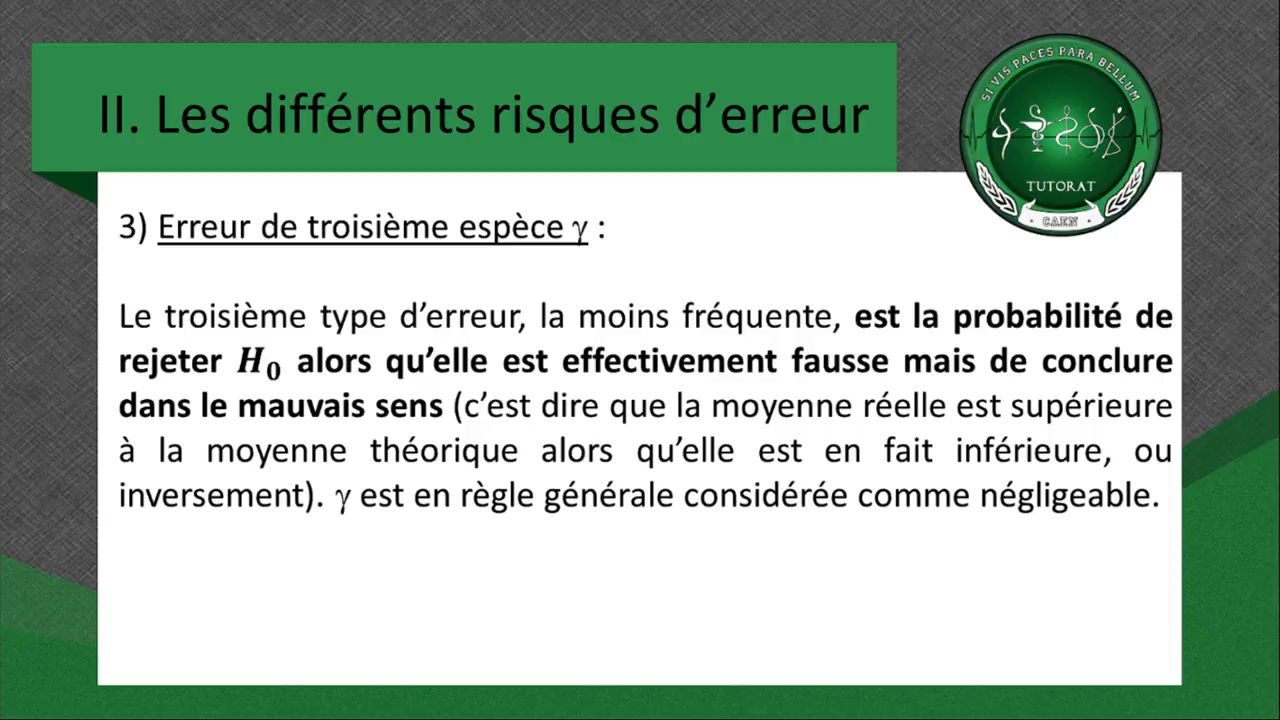 II. Les différents risques d’erreur
SI VIS PACES PARA BELLUM
TUTORAT
· CAEN ·
3) Erreur de troisième espèce γ :
Le troisième type d’erreur, la moins fréquente, est la probabilité de
rejeter H₀ alors qu’elle est effectivement fausse mais de conclure
dans le mauvais sens (c’est dire que la moyenne réelle est supérieure
à la moyenne théorique alors qu’elle est en fait inférieure, ou
inversement). γ est en règle générale considérée comme négligeable.